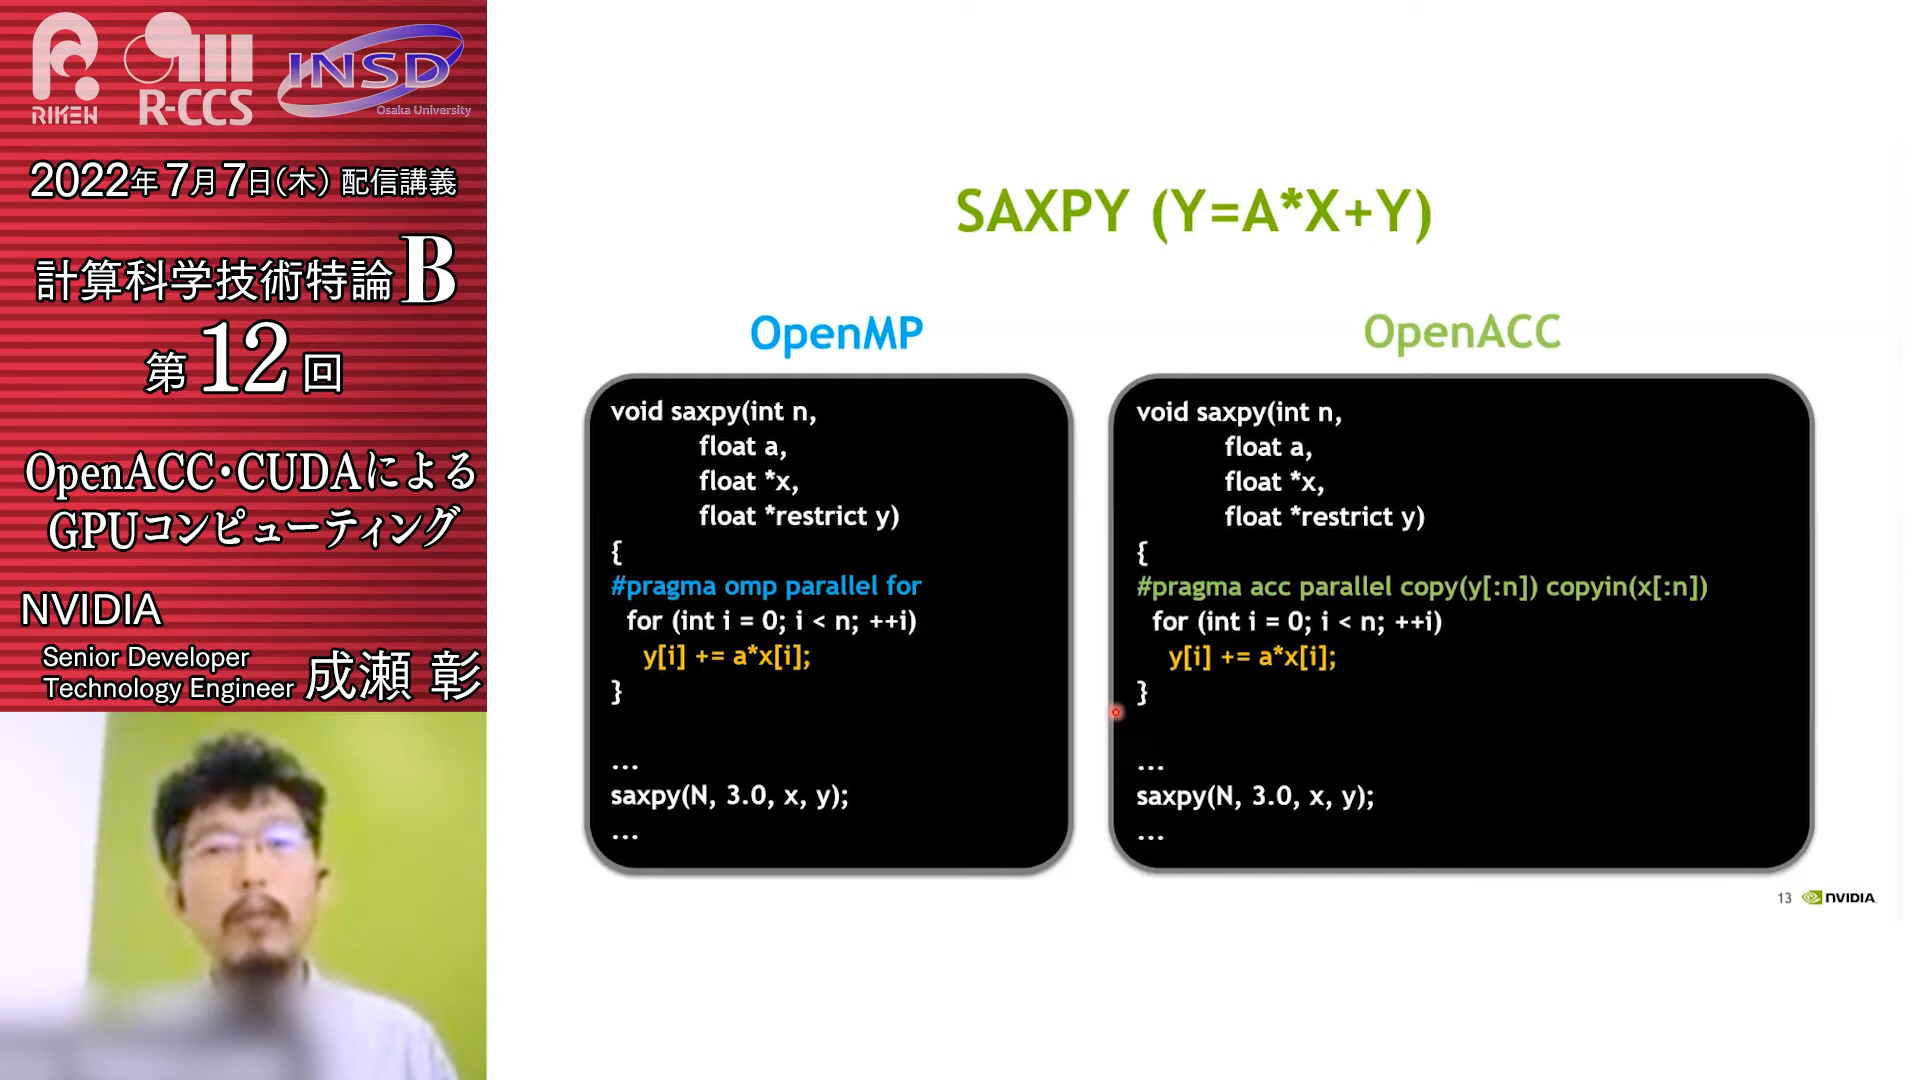 RIKEN
R-CCS
INSD
Osaka University
2022年7月7日(木) 配信講義
計算科学技術特論B
第12回
OpenACC・CUDAによる
GPUコンピューティング
NVIDIA
Senior Developer
Technology Engineer 成瀬 彰
SAXPY (Y=A*X+Y)
OpenMP
void saxpy(int n,
float a,
float *x,
float *restrict y)
{
#pragma omp parallel for
for (int i = 0; i < n; ++i)
y[i] += a*x[i];
}
...
saxpy(N, 3.0, x, y);
...
OpenACC
void saxpy(int n,
float a,
float *x,
float *restrict y)
{
#pragma acc parallel copy(y[:n]) copyin(x[:n])
for (int i = 0; i < n; ++i)
y[i] += a*x[i];
}
...
saxpy(N, 3.0, x, y);
...
13 NVIDIA.